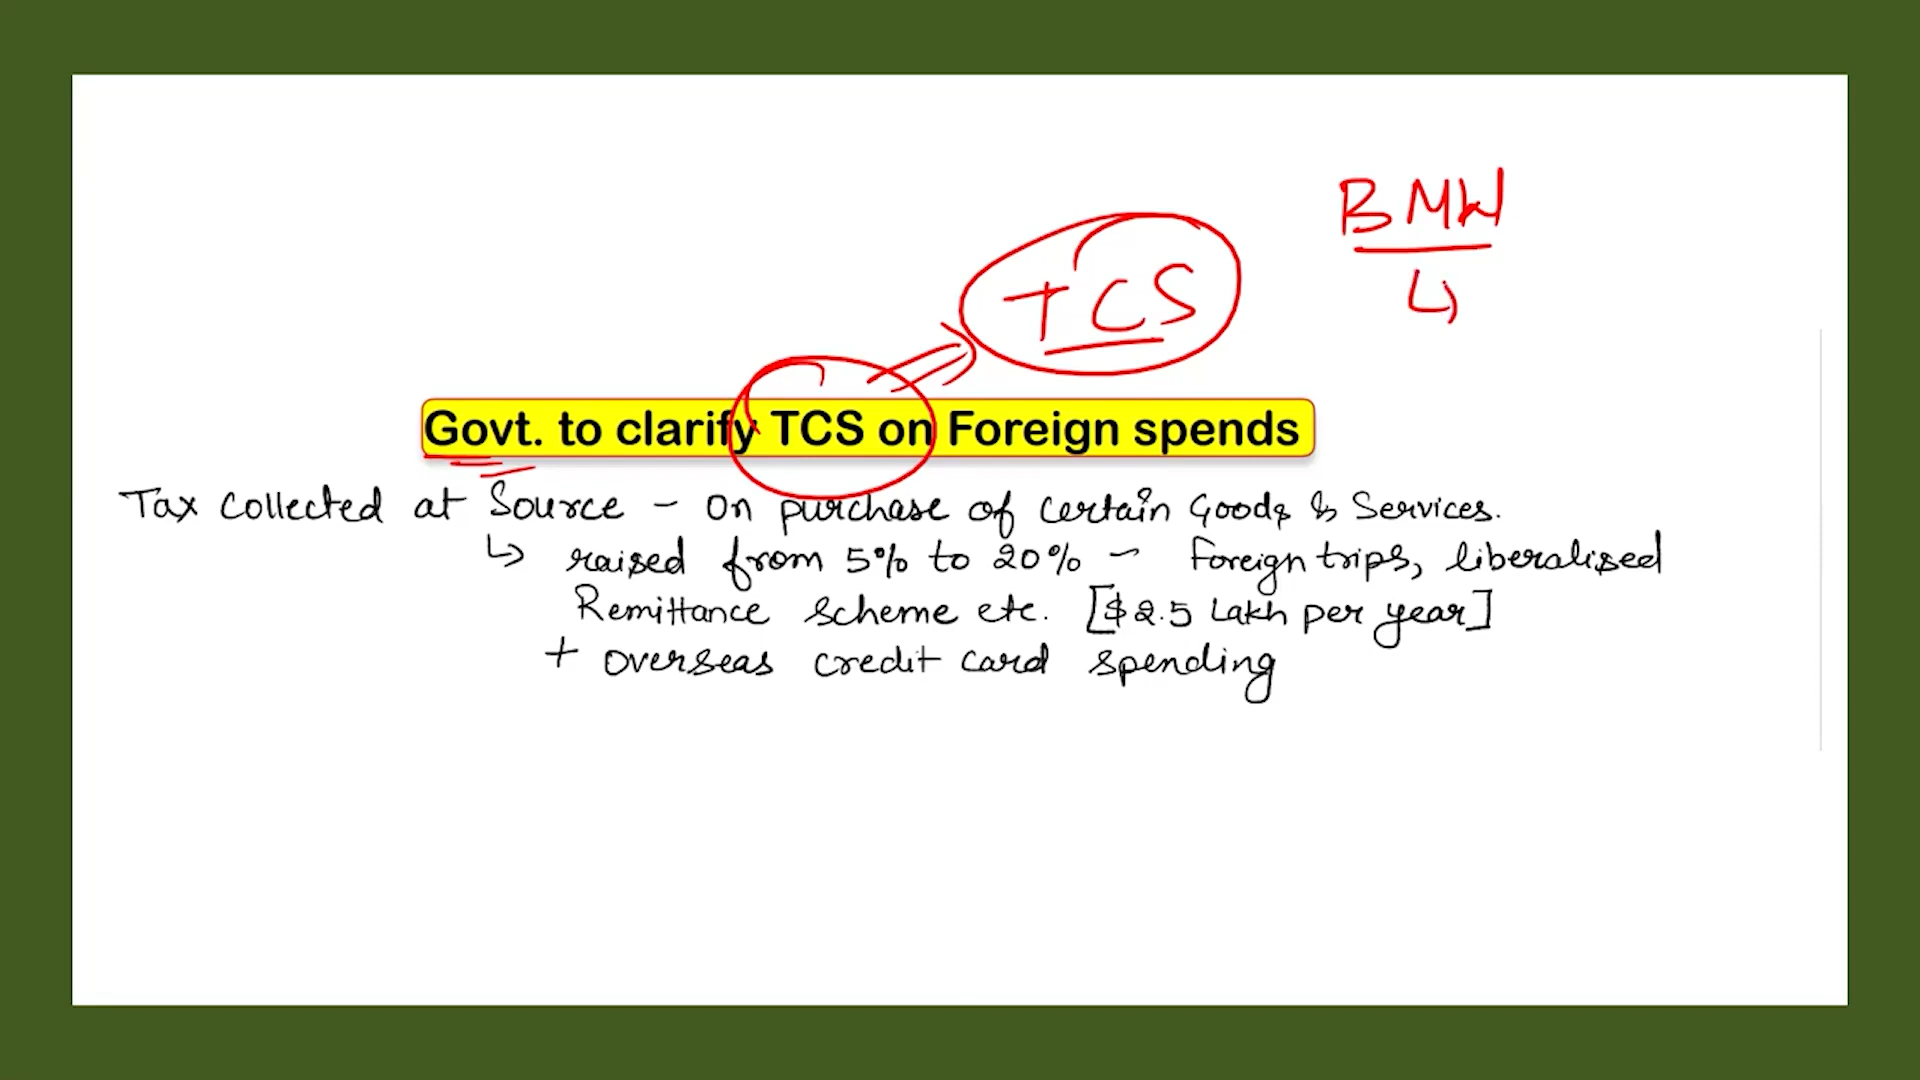 BMW
TCS
Govt. to clarify TCS on Foreign spends
Tax collected at Source - on purchase of certain Goods & Services.
↳ raised from 5% to 20% - Foreign trips, liberalised
Remittance scheme etc. [$2.5 Lakh per year]
+ overseas credit card spending